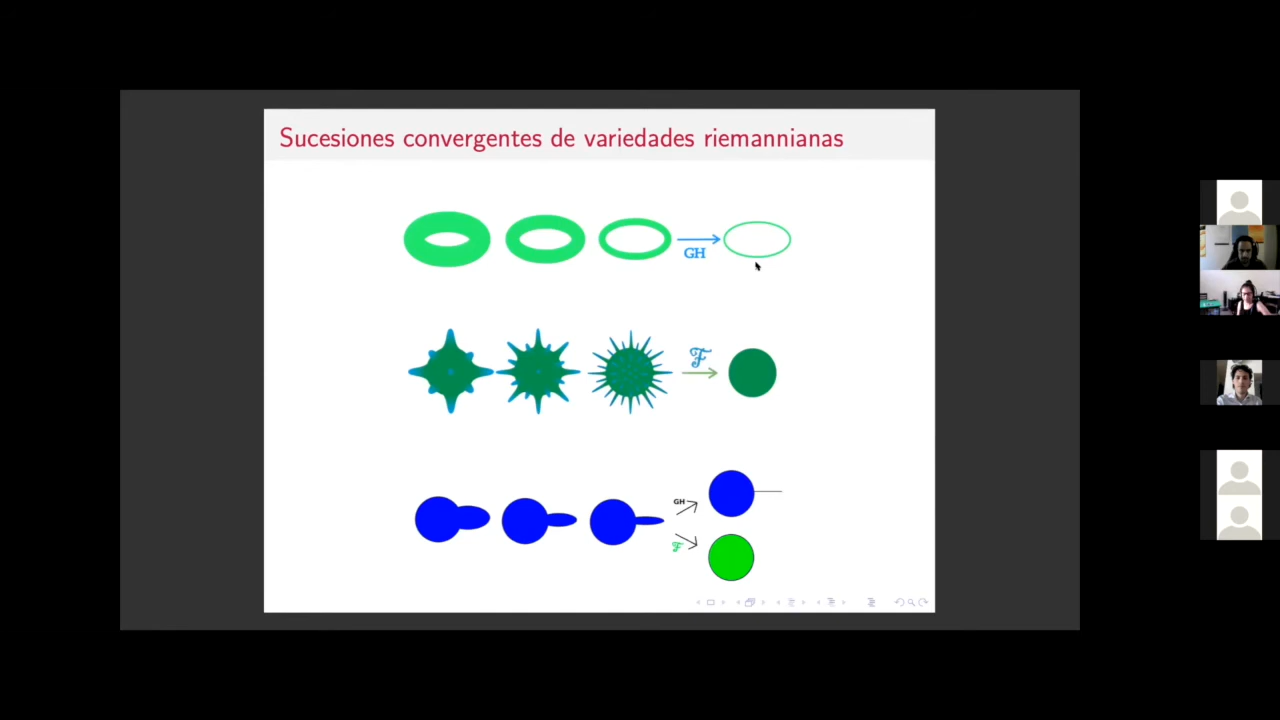 Sucesiones convergentes de variedades riemannianas
GH
ℱ
GH
ℱ